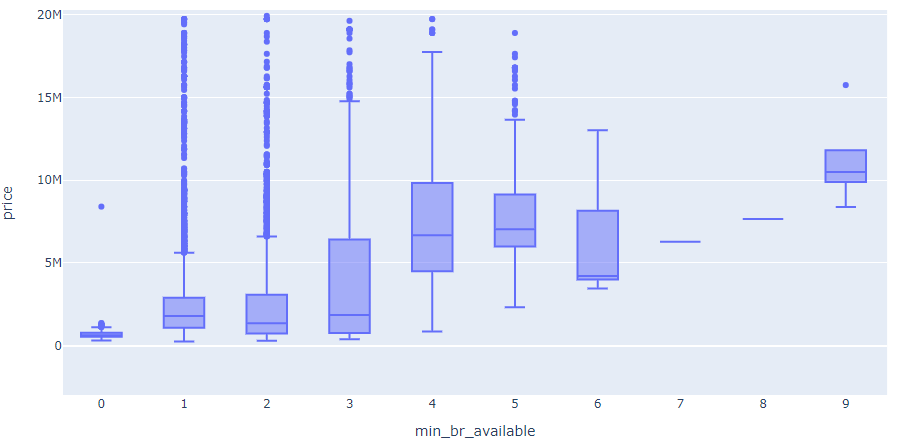 20M
15M
10M
5M
0
price
0 1 2 3 4 5 6 7 8 9
min_br_available